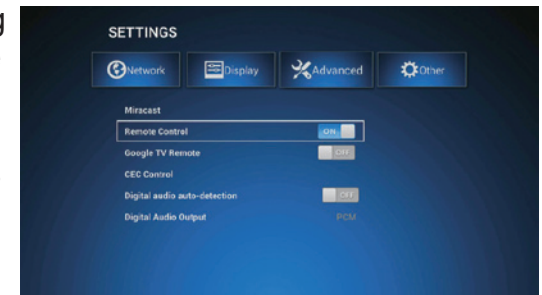 g
SETTINGS
Network Display Advanced Other
Miracast
Remote Control ON
Google TV Remote OFF
CEC Control
Digital audio auto-detection OFF
Digital Audio Output PCM